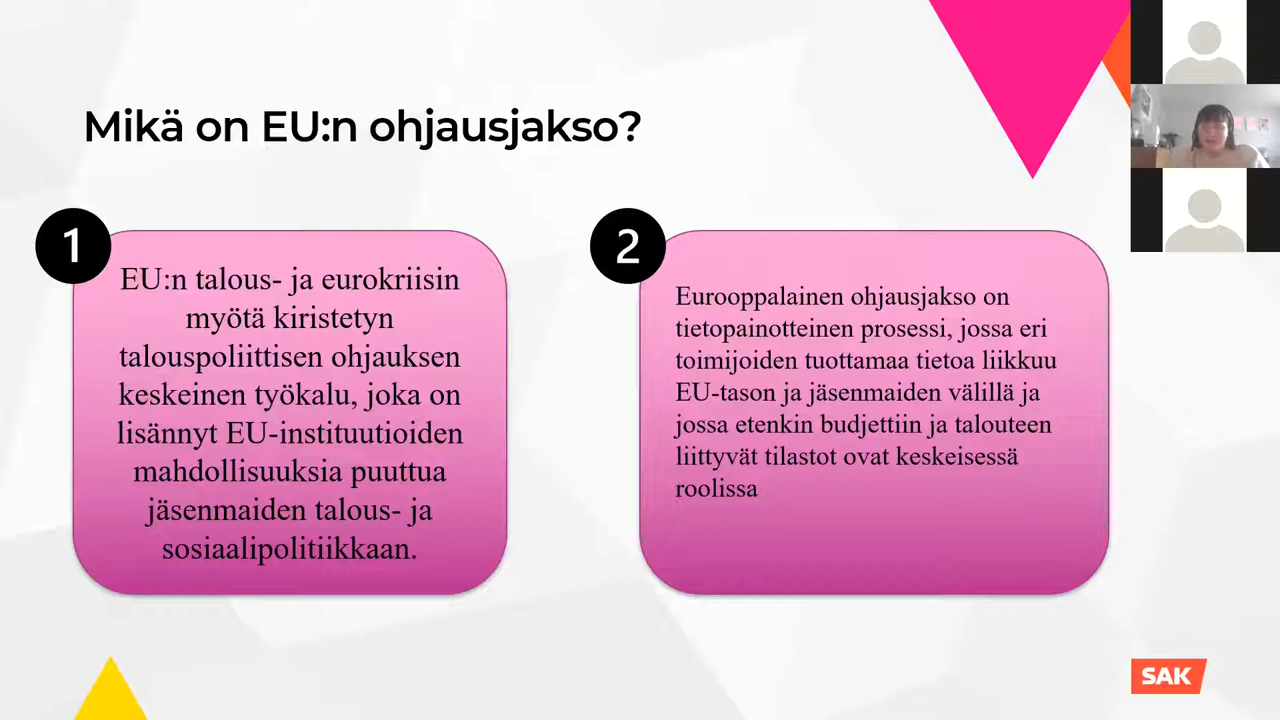 Mikä on EU:n ohjausjakso?
1
EU:n talous- ja eurokriisin
myötä kiristetyn
talouspoliittisen ohjauksen
keskeinen työkalu, joka on
lisännyt EU-instituutioiden
mahdollisuuksia puuttua
jäsenmaiden talous- ja
sosiaalipolitiikkaan.
2
Eurooppalainen ohjausjakso on
tietopainotteinen prosessi, jossa eri
toimijoiden tuottamaa tietoa liikkuu
EU-tason ja jäsenmaiden välillä ja
jossa etenkin budjettiin ja talouteen
liittyvät tilastot ovat keskeisessä
roolissa
SAK